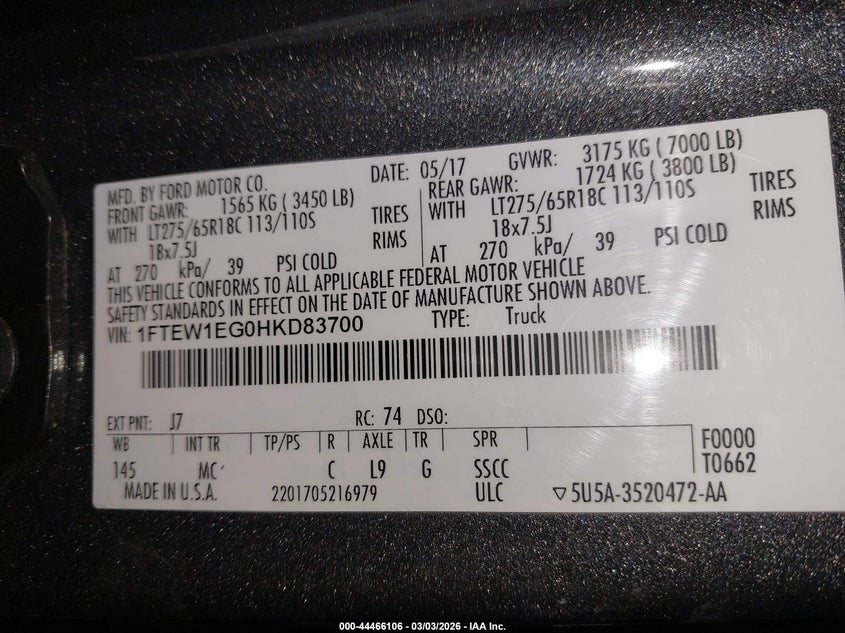 MFD. BY FORD MOTOR CO.
DATE: 05/17 GVWR: 3175 KG ( 7000 LB)
FRONT GAWR: 1565 KG ( 3450 LB)
WITH LT275/65R18C 113/110S TIRES
18x7.5J RIMS
AT 270 kPa/ 39 PSI COLD
REAR GAWR: 1724 KG ( 3800 LB)
WITH LT275/65R18C 113/110S TIRES
18x7.5J RIMS
AT 270 kPa/ 39 PSI COLD
THIS VEHICLE CONFORMS TO ALL APPLICABLE FEDERAL MOTOR VEHICLE
SAFETY STANDARDS IN EFFECT ON THE DATE OF MANUFACTURE SHOWN ABOVE.
VIN: 1FTEW1EG0HKD83700 TYPE: Truck
EXT PNT: J7 RC: 74 DSO:
WB INT TR TP/PS R AXLE TR SPR F0000
145 MC C L9 G SSCC T0662
MADE IN U.S.A. 2201705216979 ULC ▽5U5A-3520472-AA
000-44466106 - 03/03/2026 - IAA Inc.